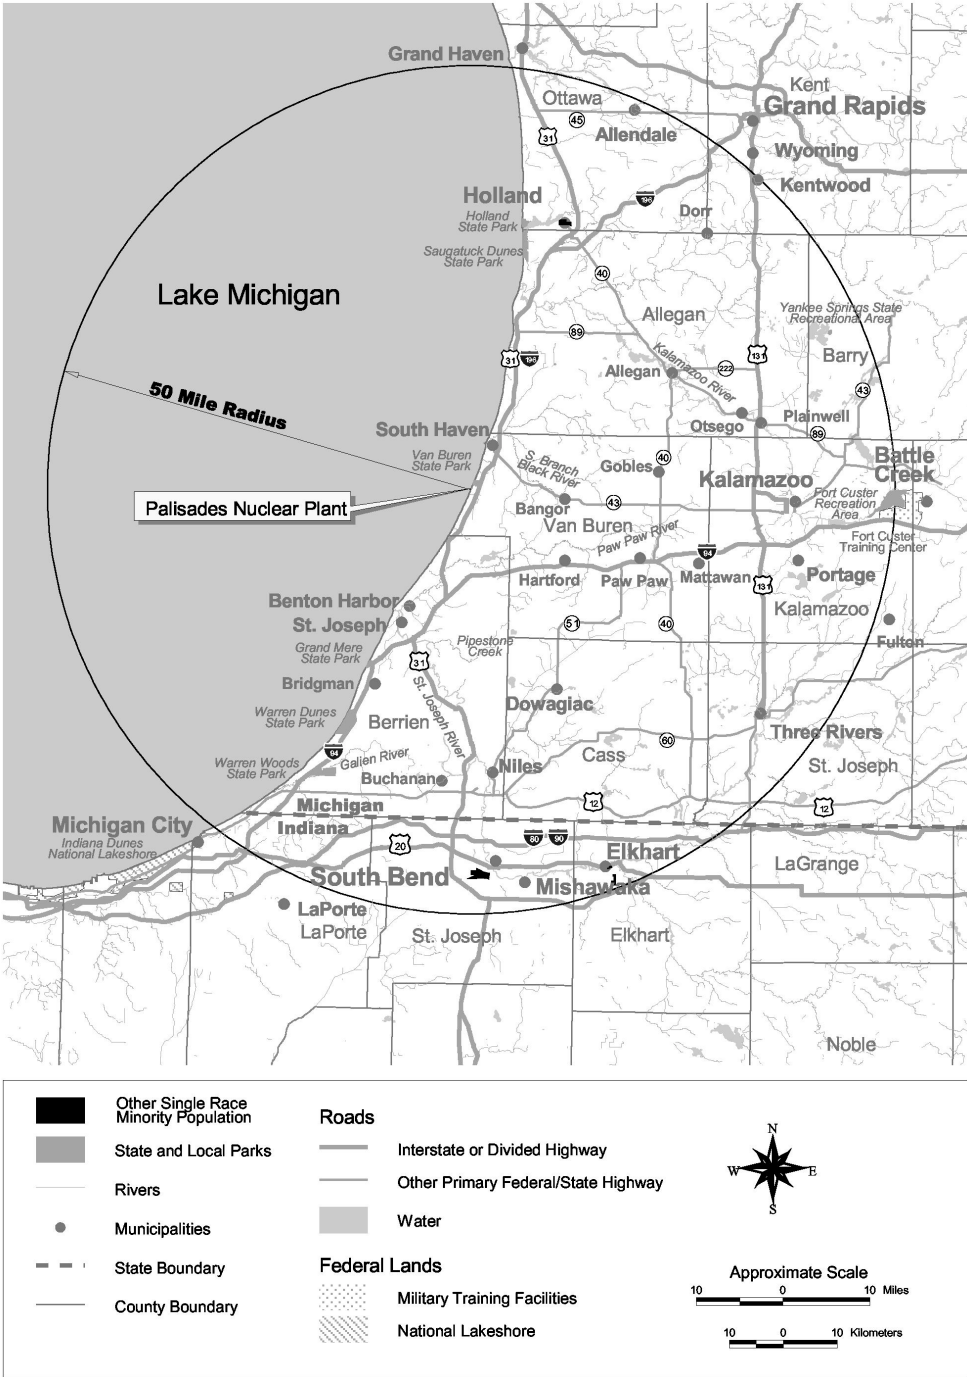 Grand Haven
Kent
Ottawa
Grand Rapids
45
Allendale
31
Wyoming
Kentwood
Holland
196
Holland
State Park
Dorr
Saugatuck Dunes
State Park
40
Lake Michigan
Allegan
Yankee Springs State
Recreational Area
89
31
196
131
Barry
Kalamazoo River
Allegan
222
43
50 Mile Radius
Otsego
Plainwell
89
South Haven
Van Buren
State Park
S. Branch
Black River
Gobles
40
Kalamazoo
Battle
Creek
Palisades Nuclear Plant
Bangor
43
Fort Custer
Recreation
Area
Van Buren
Paw Paw River
94
Fort Custer
Training Center
Hartford
Paw Paw
Mattawan
131
Portage
Benton Harbor
St. Joseph
51
40
Kalamazoo
Grand Mere
State Park
Pipestone
Creek
Fulton
31
Bridgman
St. Joseph River
Dowagiac
Warren Dunes
State Park
Berrien
Three Rivers
94
Galien River
60
Cass
Warren Woods
State Park
Buchanan
Niles
St. Joseph
Michigan
12
12
Michigan City
Indiana
Indiana Dunes
National Lakeshore
20
80
90
Elkhart
LaGrange
South Bend
Mishawaka
LaPorte
LaPorte
St. Joseph
Elkhart
Noble
Other Single Race
Minority Population
State and Local Parks
Rivers
Municipalities
State Boundary
County Boundary
Roads
Interstate or Divided Highway
Other Primary Federal/State Highway
Water
Federal Lands
Military Training Facilities
National Lakeshore
N
W
E
S
Approximate Scale
10 0 10 Miles
10 0 10 Kilometers